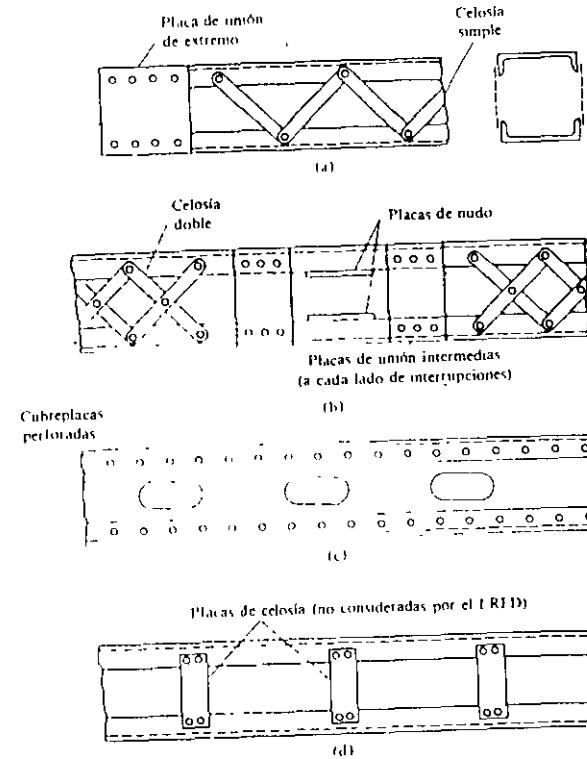 Placa de unión
de extremo
Celosía
simple
(a)
Celosía
doble
Placas de nudo
Placas de unión intermedias
(a cada lado de interrupciones)
(b)
Cubreplacas
perforadas
(c)
Placas de celosía (no consideradas por el LRFD)
(d)